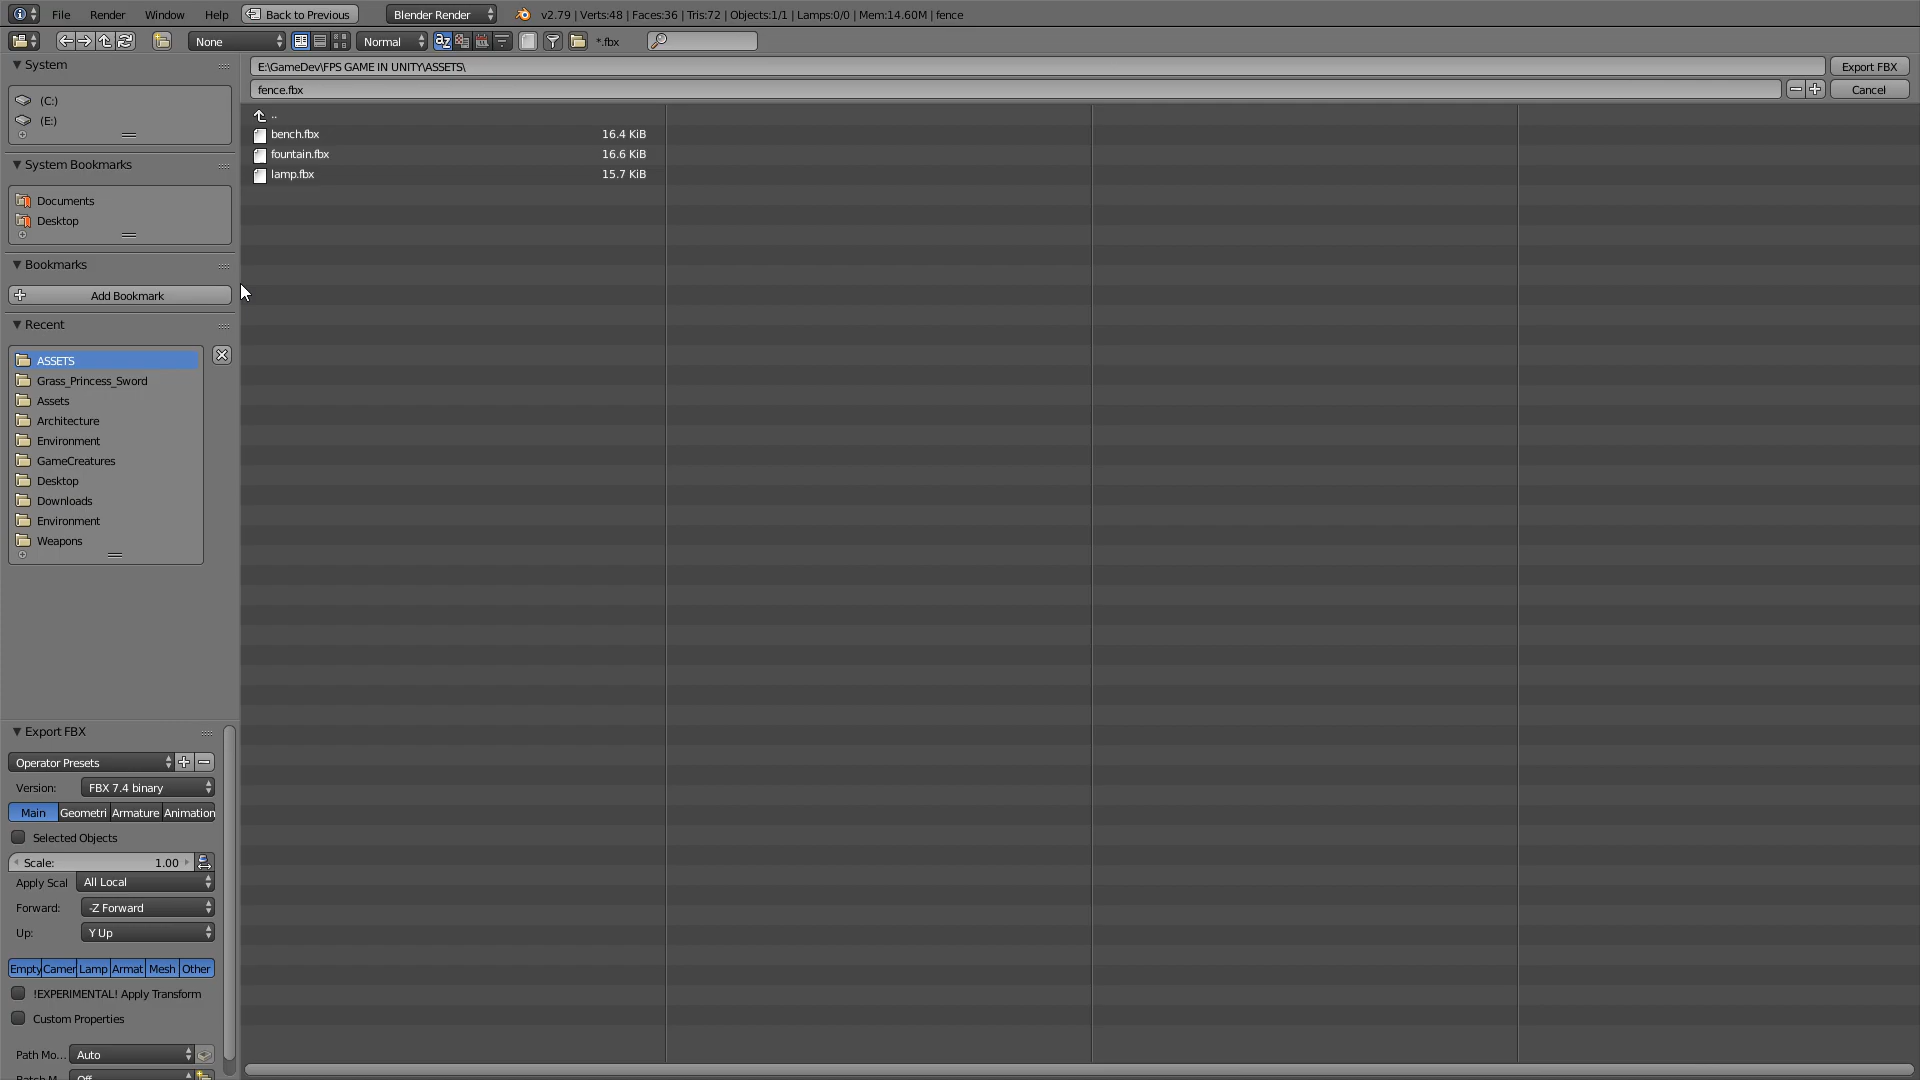 File Render Window Help Back to Previous Blender Render v2.79 | Verts:48 | Faces:36 | Tris:72 | Objects:1/1 | Lamps:0/0 | Mem:14.60M | fence
None Normal *.fbx
System
(C:)
(E:)
System Bookmarks
Documents
Desktop
Bookmarks
Add Bookmark
Recent
ASSETS
Grass_Princess_Sword
Assets
Architecture
Environment
GameCreatures
Desktop
Downloads
Environment
Weapons
Export FBX
Operator Presets
Version: FBX 7.4 binary
Main Geometri Armature Animation
Selected Objects
Scale: 1.00
Apply Scal All Local
Forward: -Z Forward
Up: Y Up
Empty Camer Lamp Armat Mesh Other
!EXPERIMENTAL! Apply Transform
Custom Properties
Path Mo... Auto
E:\GameDev\FPS GAME IN UNITY\ASSETS\ Export FBX
fence.fbx Cancel
..
bench.fbx 16.4 KiB
fountain.fbx 16.6 KiB
lamp.fbx 15.7 KiB